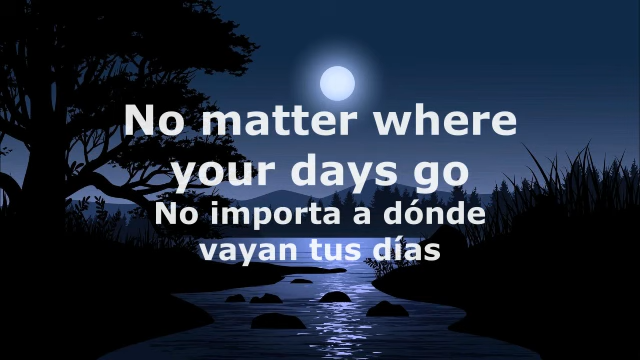 No matter where
your days go
No importa a dónde
vayan tus días